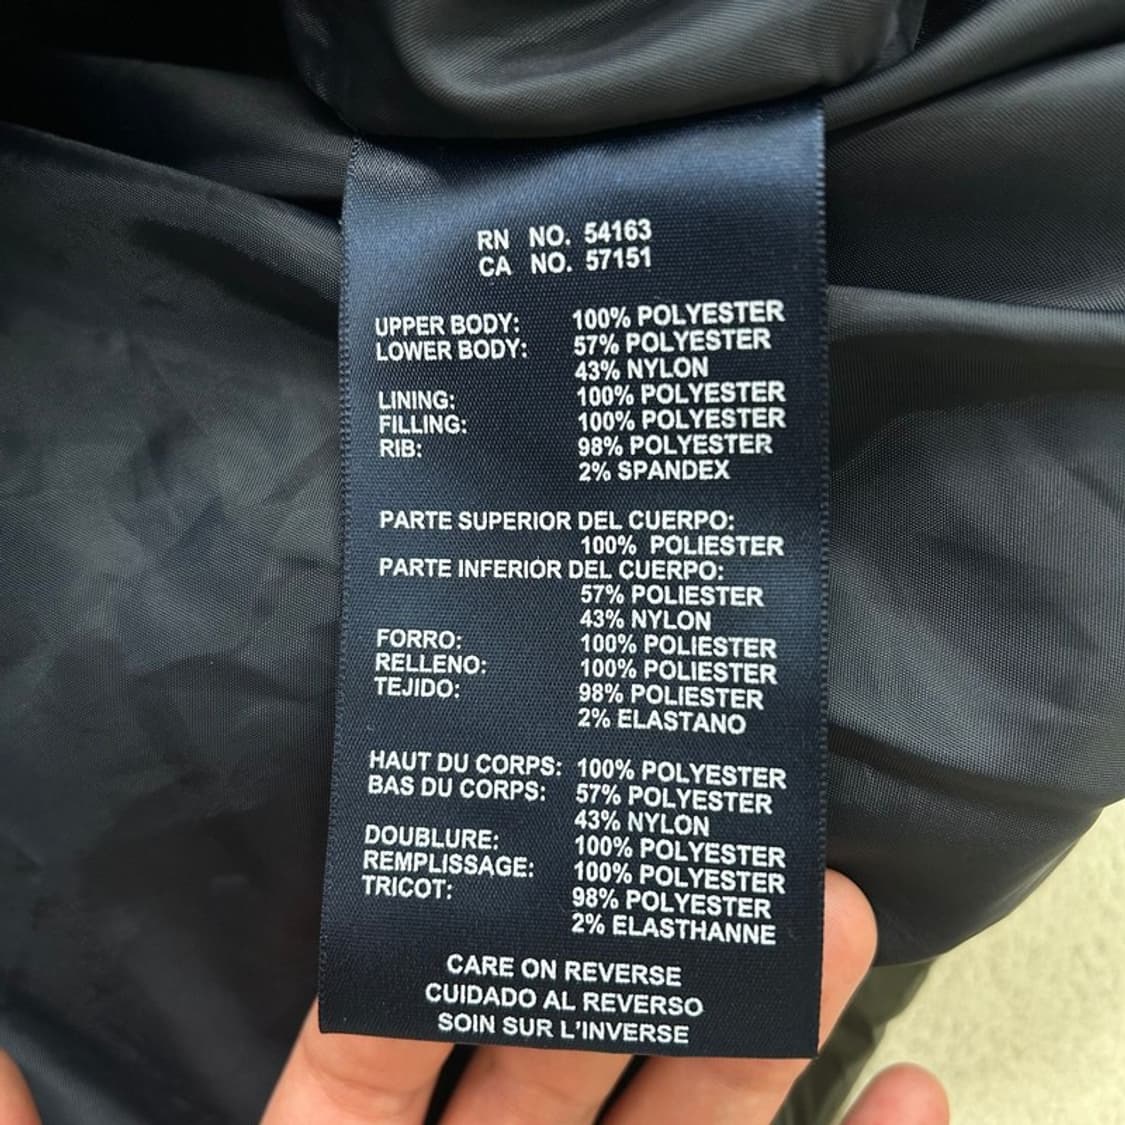 RN NO. 54163
CA NO. 57151
UPPER BODY: 100% POLYESTER
LOWER BODY: 57% POLYESTER
43% NYLON
LINING: 100% POLYESTER
FILLING: 100% POLYESTER
RIB: 98% POLYESTER
2% SPANDEX
PARTE SUPERIOR DEL CUERPO:
100% POLIESTER
PARTE INFERIOR DEL CUERPO:
57% POLIESTER
43% NYLON
FORRO: 100% POLIESTER
RELLENO: 100% POLIESTER
TEJIDO: 98% POLIESTER
2% ELASTANO
HAUT DU CORPS: 100% POLYESTER
BAS DU CORPS: 57% POLYESTER
43% NYLON
DOUBLURE: 100% POLYESTER
REMPLISSAGE: 100% POLYESTER
TRICOT: 98% POLYESTER
2% ELASTHANNE
CARE ON REVERSE
CUIDADO AL REVERSO
SOIN SUR L'INVERSE